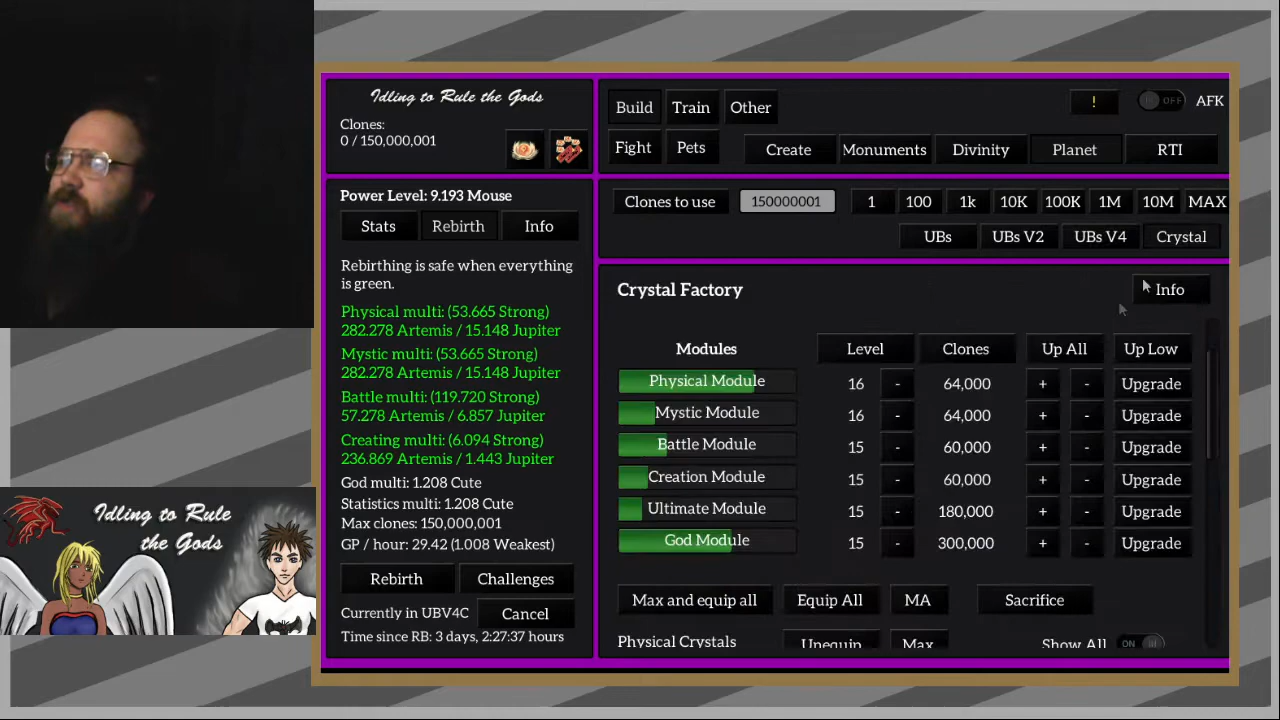 Idling to Rule the Gods
Clones:
0 / 150,000,001
Build Train Other
! OFF AFK
Fight Pets Create Monuments Divinity Planet RTI
Power Level: 9.193 Mouse
Stats Rebirth Info
Clones to use 150000001 1 100 1k 10K 100K 1M 10M MAX
UBs UBs V2 UBs V4 Crystal
Rebirthing is safe when everything
is green.
Physical multi: (53.665 Strong)
282.278 Artemis / 15.148 Jupiter
Mystic multi: (53.665 Strong)
282.278 Artemis / 15.148 Jupiter
Battle multi: (119.720 Strong)
57.278 Artemis / 6.857 Jupiter
Creating multi: (6.094 Strong)
236.869 Artemis / 1.443 Jupiter
God multi: 1.208 Cute
Statistics multi: 1.208 Cute
Max clones: 150,000,001
GP / hour: 29.42 (1.008 Weakest)
Rebirth Challenges
Currently in UBV4C Cancel
Time since RB: 3 days, 2:27:37 hours
Crystal Factory Info
Modules Level Clones Up All Up Low
Physical Module 16 - 64,000 + - Upgrade
Mystic Module 16 - 64,000 + - Upgrade
Battle Module 15 - 60,000 + - Upgrade
Creation Module 15 - 60,000 + - Upgrade
Ultimate Module 15 - 180,000 + - Upgrade
God Module 15 - 300,000 + - Upgrade
Max and equip all Equip All MA Sacrifice
Physical Crystals Unequip Max Show All ON
Idling to Rule
the Gods